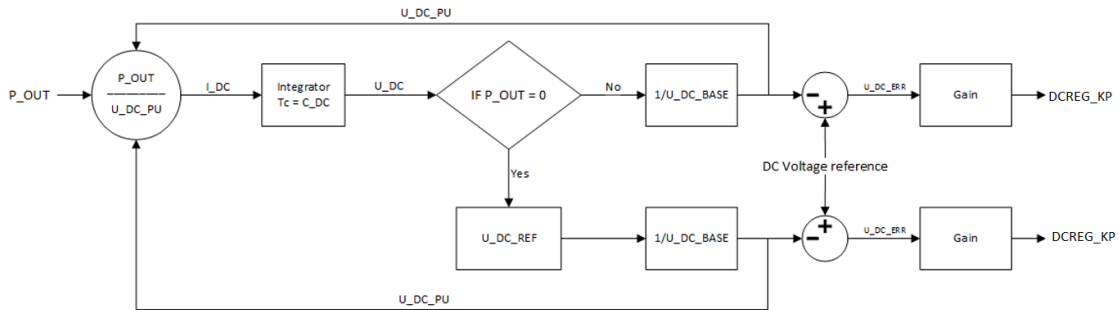 U_DC_PU
P_OUT
P_OUT
U_DC_PU
I_DC
Integrator
Tc = C_DC
U_DC
IF P_OUT = 0
No
1/U_DC_BASE
-
+
U_DC_ERR
Gain
DCREG_KP
Yes
DC Voltage reference
U_DC_REF
1/U_DC_BASE
+
-
U_DC_ERR
Gain
DCREG_KP
U_DC_PU